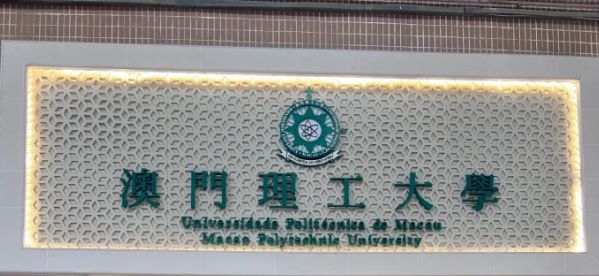 澳門理工大學
Universidade Politécnica de Macau
Macao Polytechnic University